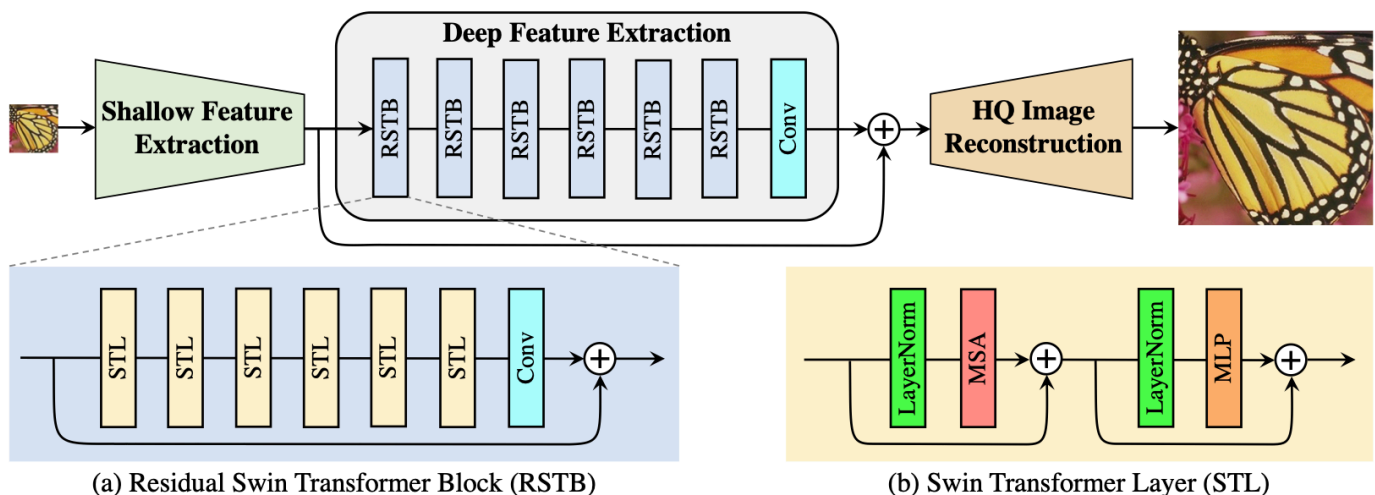 Deep Feature Extraction
Shallow Feature
Extraction
RSTB
RSTB
RSTB
RSTB
RSTB
RSTB
Conv
HQ Image
Reconstruction
STL
STL
STL
STL
STL
STL
Conv
LayerNorm
MSA
LayerNorm
MLP
(a) Residual Swin Transformer Block (RSTB)
(b) Swin Transformer Layer (STL)